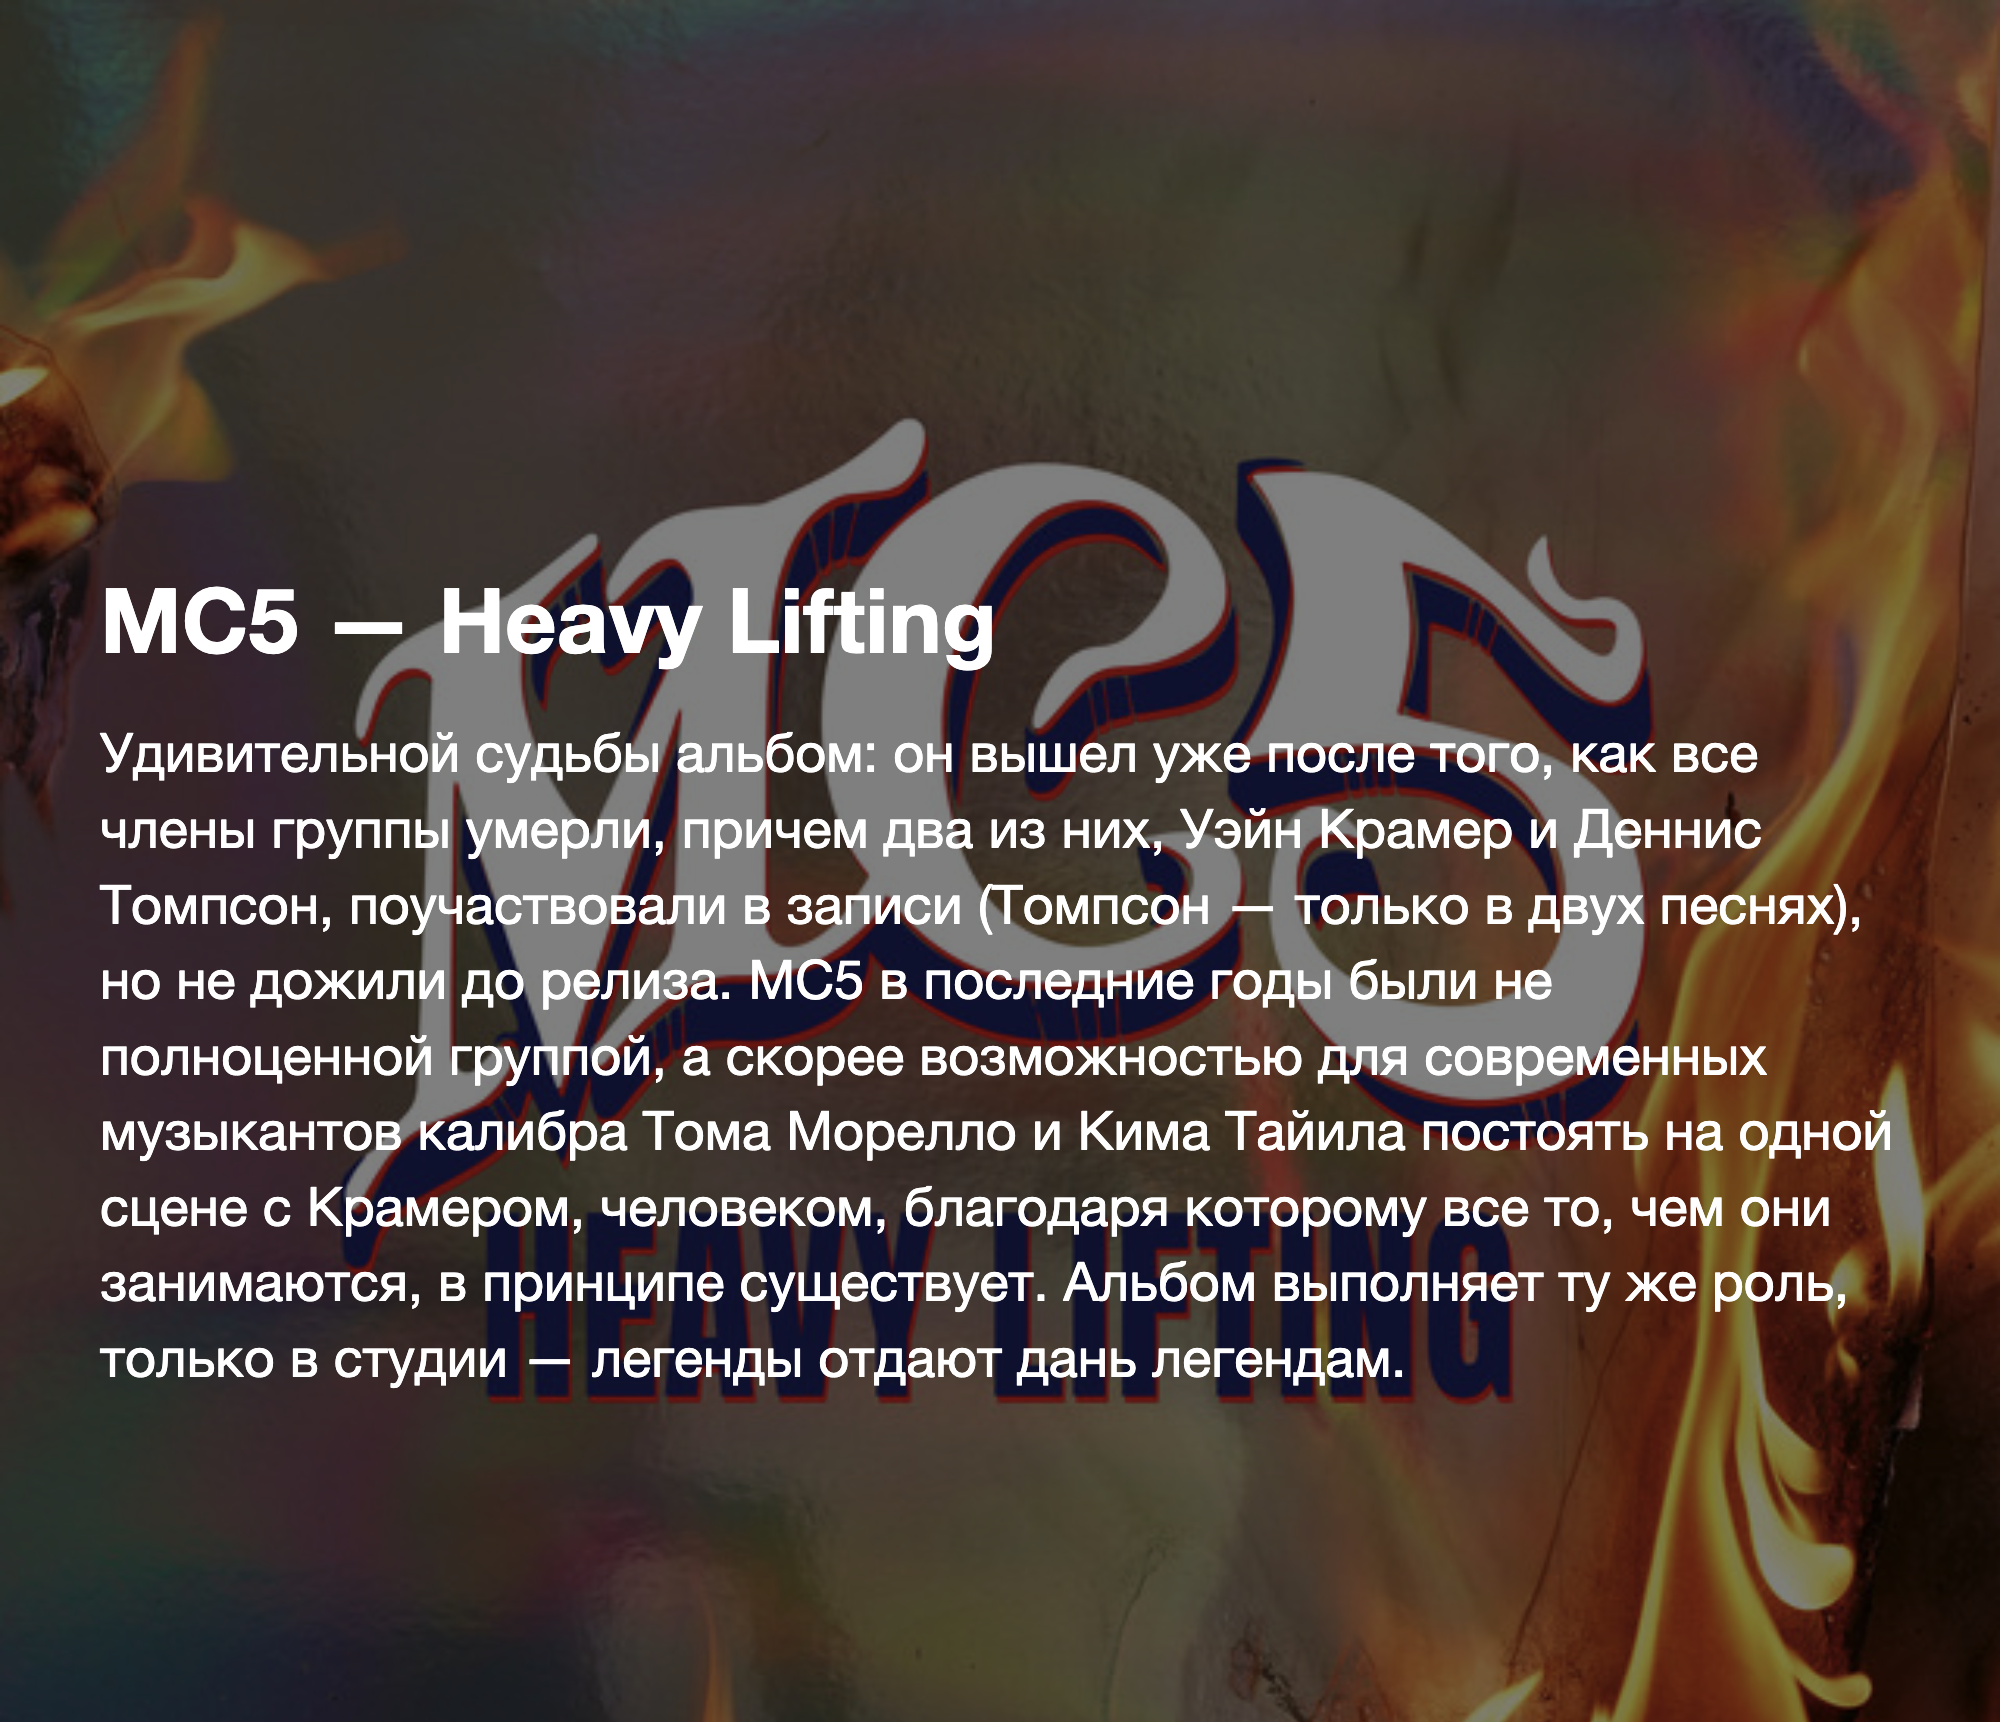 MC5 — Heavy Lifting
Удивительной судьбы альбом: он вышел уже после того, как все
члены группы умерли, причем два из них, Уэйн Крамер и Деннис
Томпсон, поучаствовали в записи (Томпсон — только в двух песнях),
но не дожили до релиза. MC5 в последние годы были не
полноценной группой, а скорее возможностью для современных
музыкантов калибра Тома Морелло и Кима Тайила постоять на одной
сцене с Крамером, человеком, благодаря которому все то, чем они
занимаются, в принципе существует. Альбом выполняет ту же роль,
только в студии — легенды отдают дань легендам.
MC5
HEAVY LIFTING